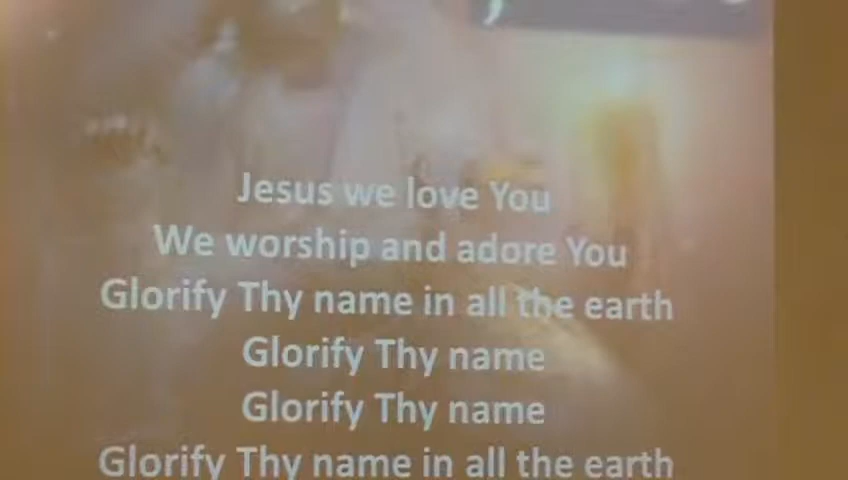 Jesus we love You
We worship and adore You
Glorify Thy name in all the earth
Glorify Thy name
Glorify Thy name
Glorify Thy name in all the earth